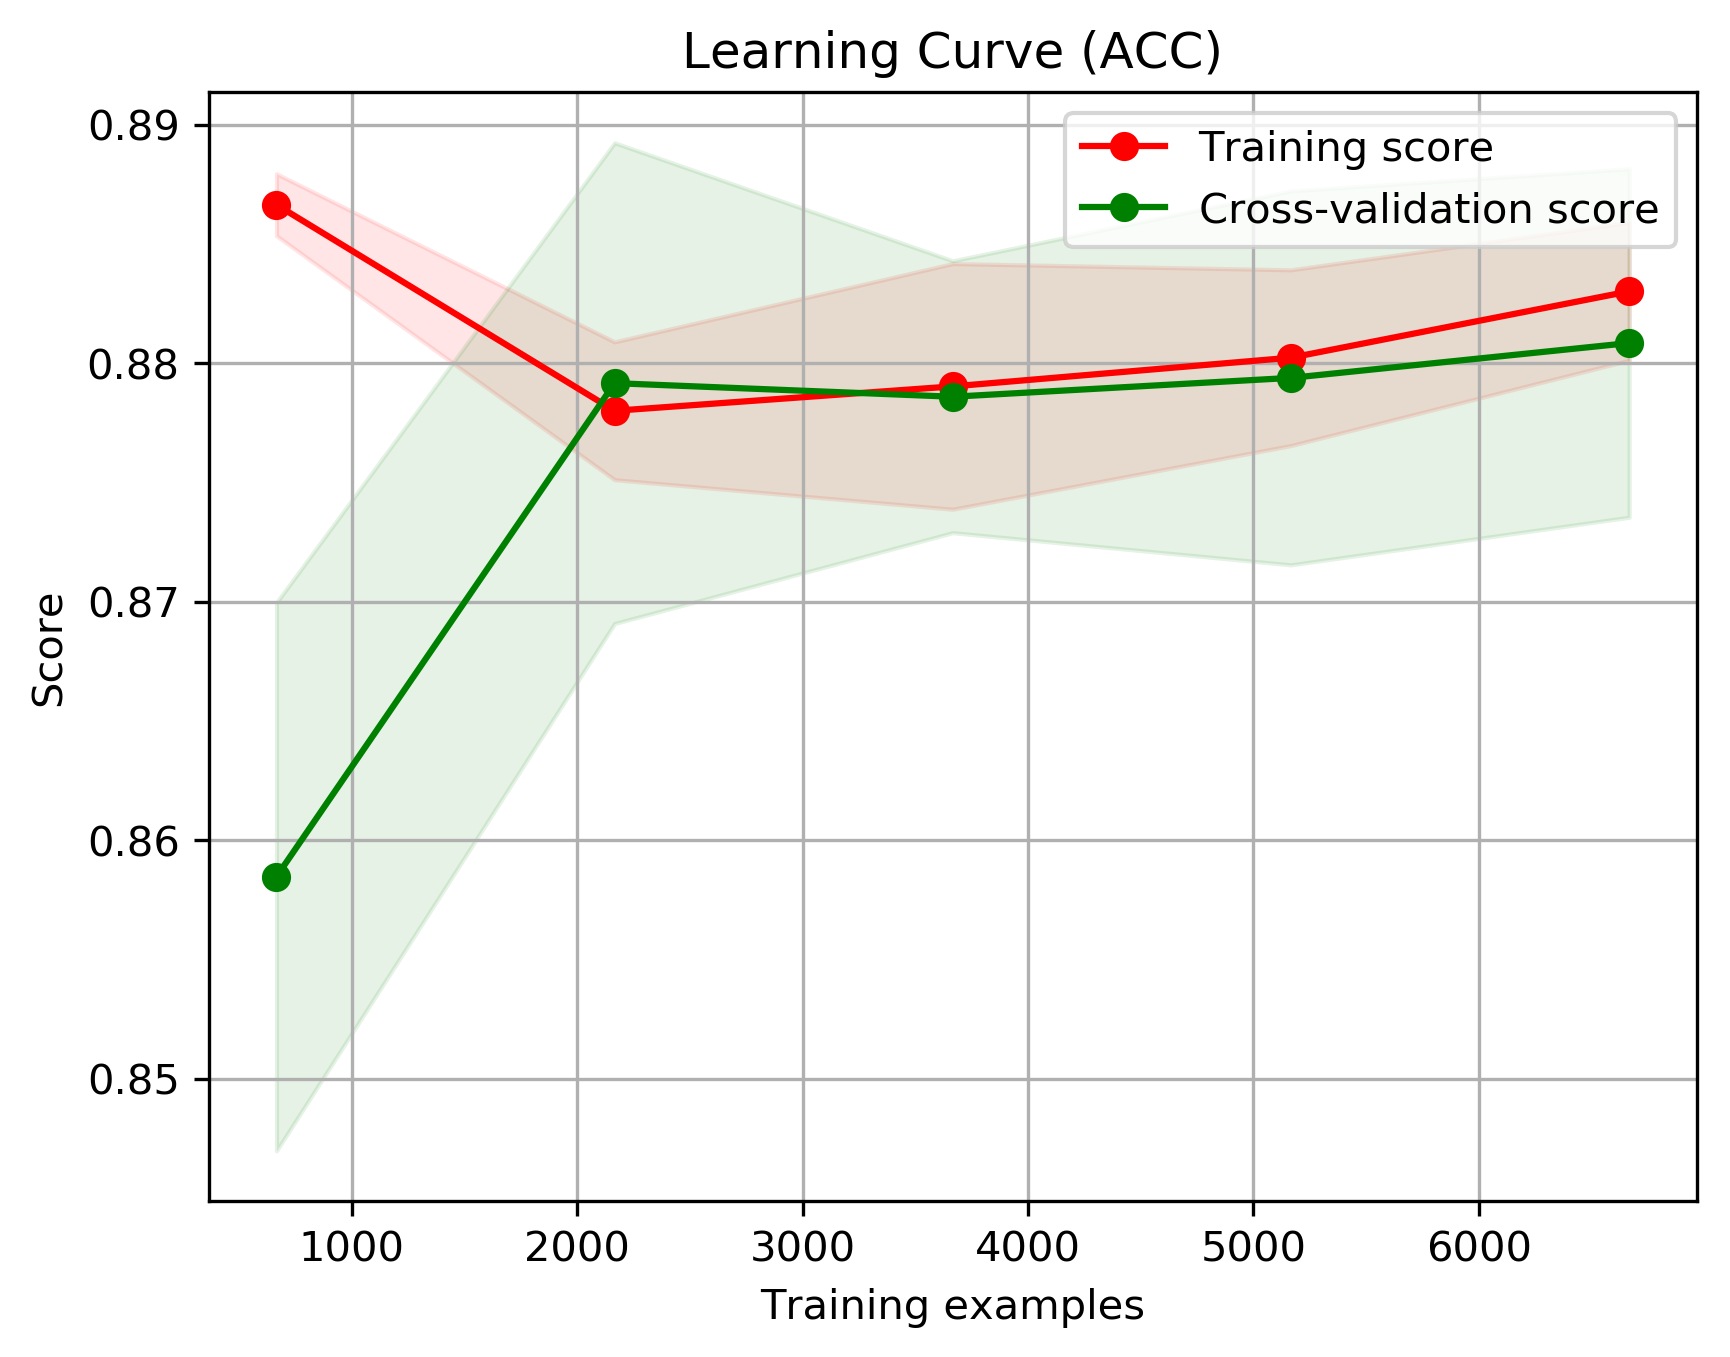 Learning Curve (ACC)
Training score
Cross-validation score
0.89
0.88
0.87
0.86
0.85
Score
1000 2000 3000 4000 5000 6000
Training examples